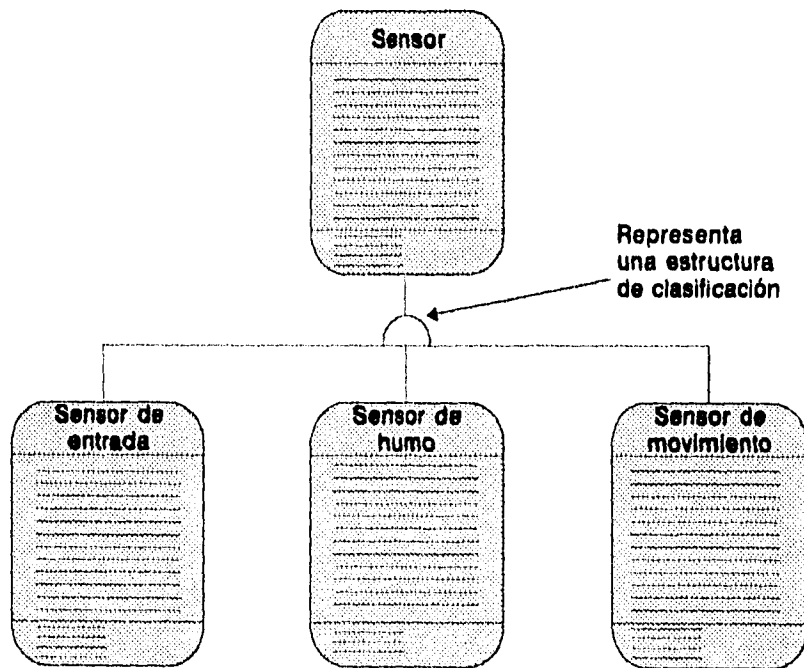 Sensor
Representa
una estructura
de clasificación
Sensor de
entrada
Sensor de
humo
Sensor de
movimiento